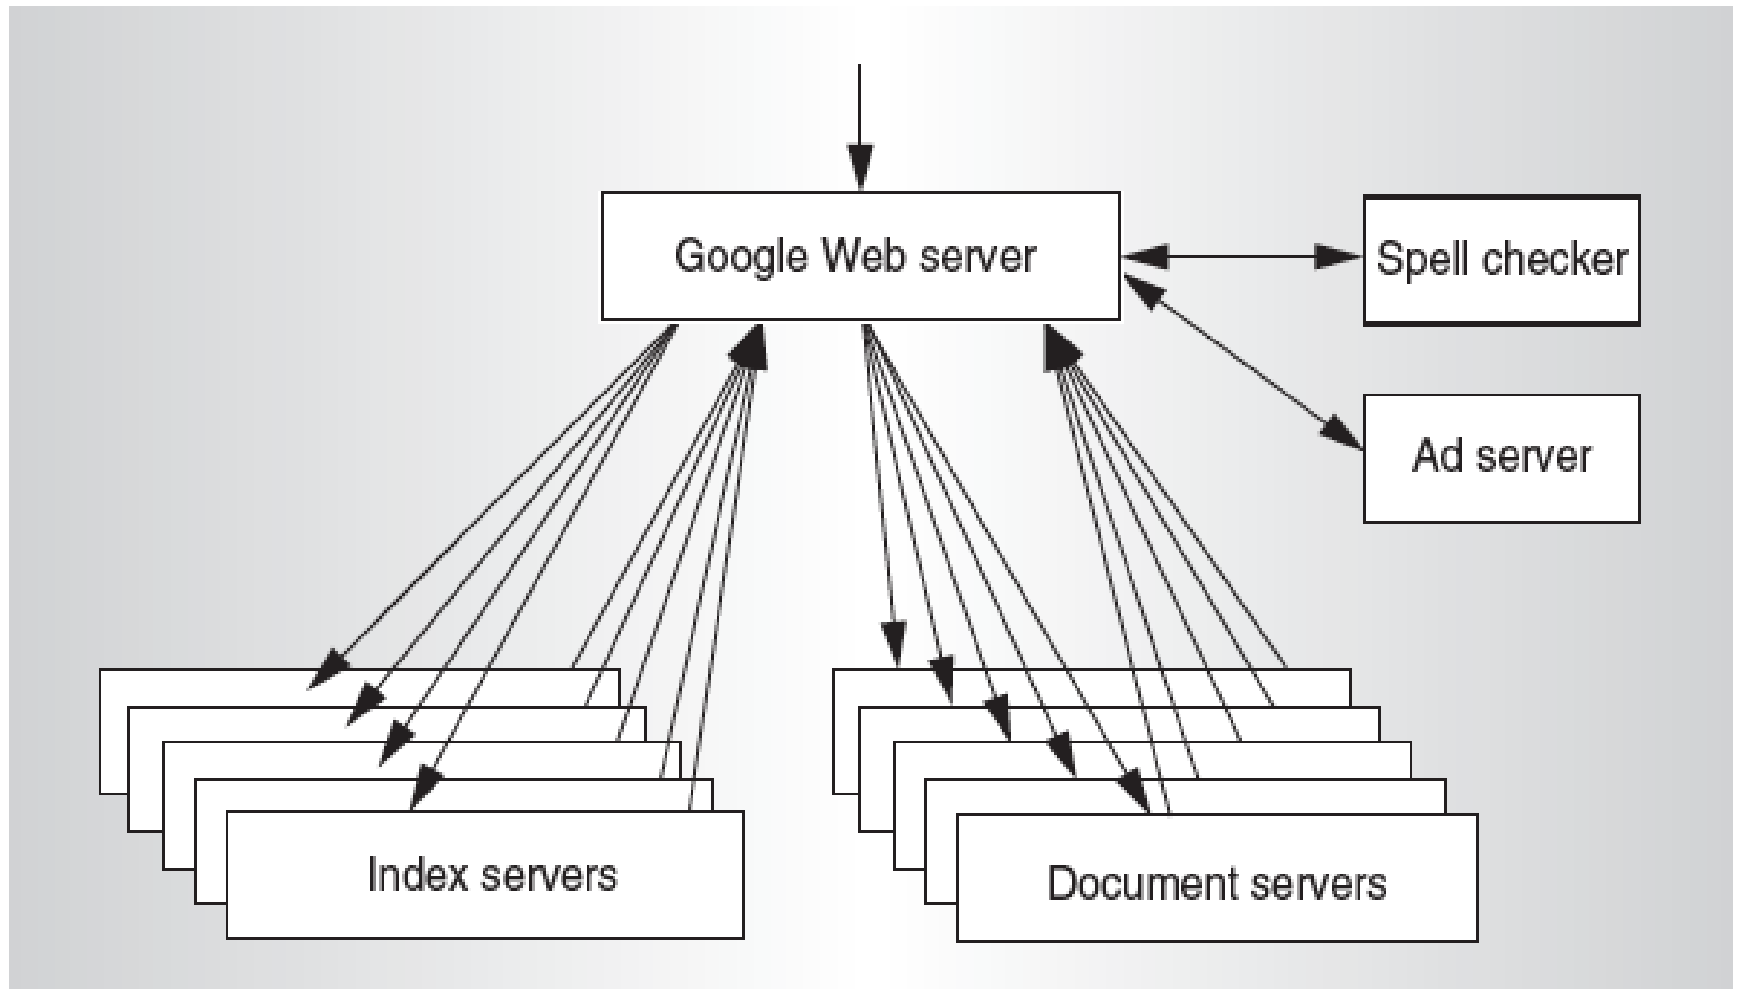 Google Web server
Spell checker
Ad server
Index servers
Document servers